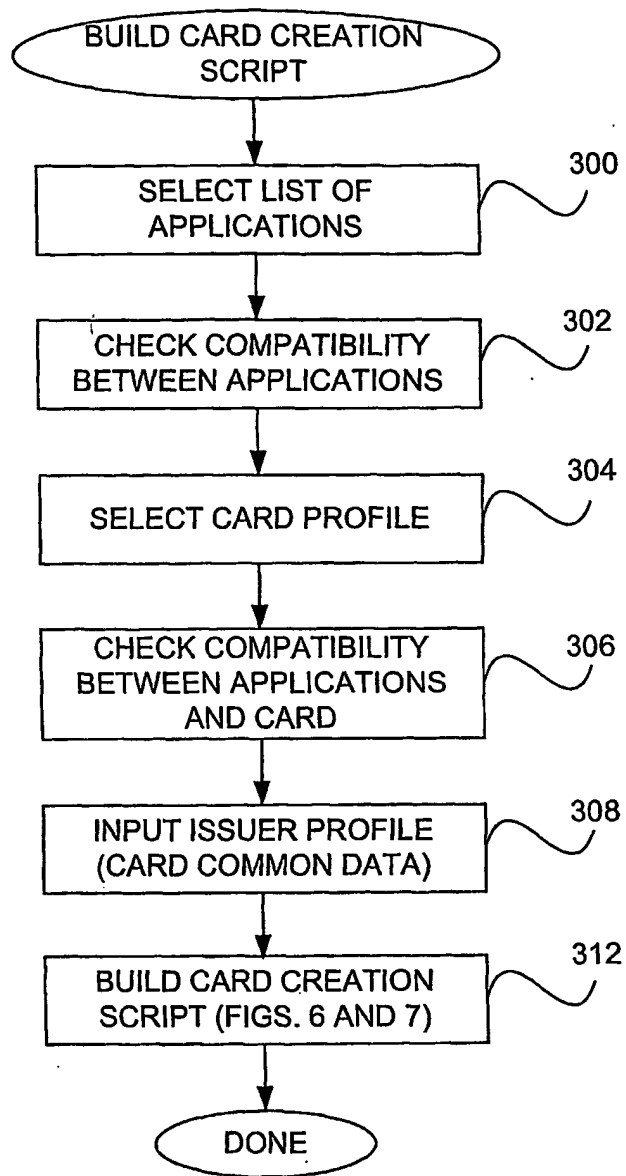 BUILD CARD CREATION
SCRIPT
SELECT LIST OF
APPLICATIONS
300
CHECK COMPATIBILITY
BETWEEN APPLICATIONS
302
SELECT CARD PROFILE
304
CHECK COMPATIBILITY
BETWEEN APPLICATIONS
AND CARD
306
INPUT ISSUER PROFILE
(CARD COMMON DATA)
308
BUILD CARD CREATION
SCRIPT (FIGS. 6 AND 7)
312
DONE